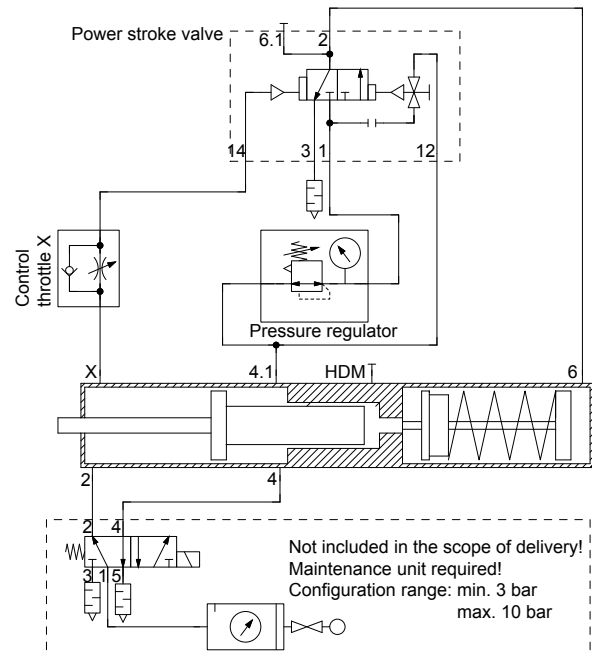 Power stroke valve
6.1
2
14
3
1
12
Control
throttle X
Pressure regulator
X
4.1
HDM
6
2
4
2
4
3
1
5
Not included in the scope of delivery!
Maintenance unit required!
Configuration range: min. 3 bar
max. 10 bar